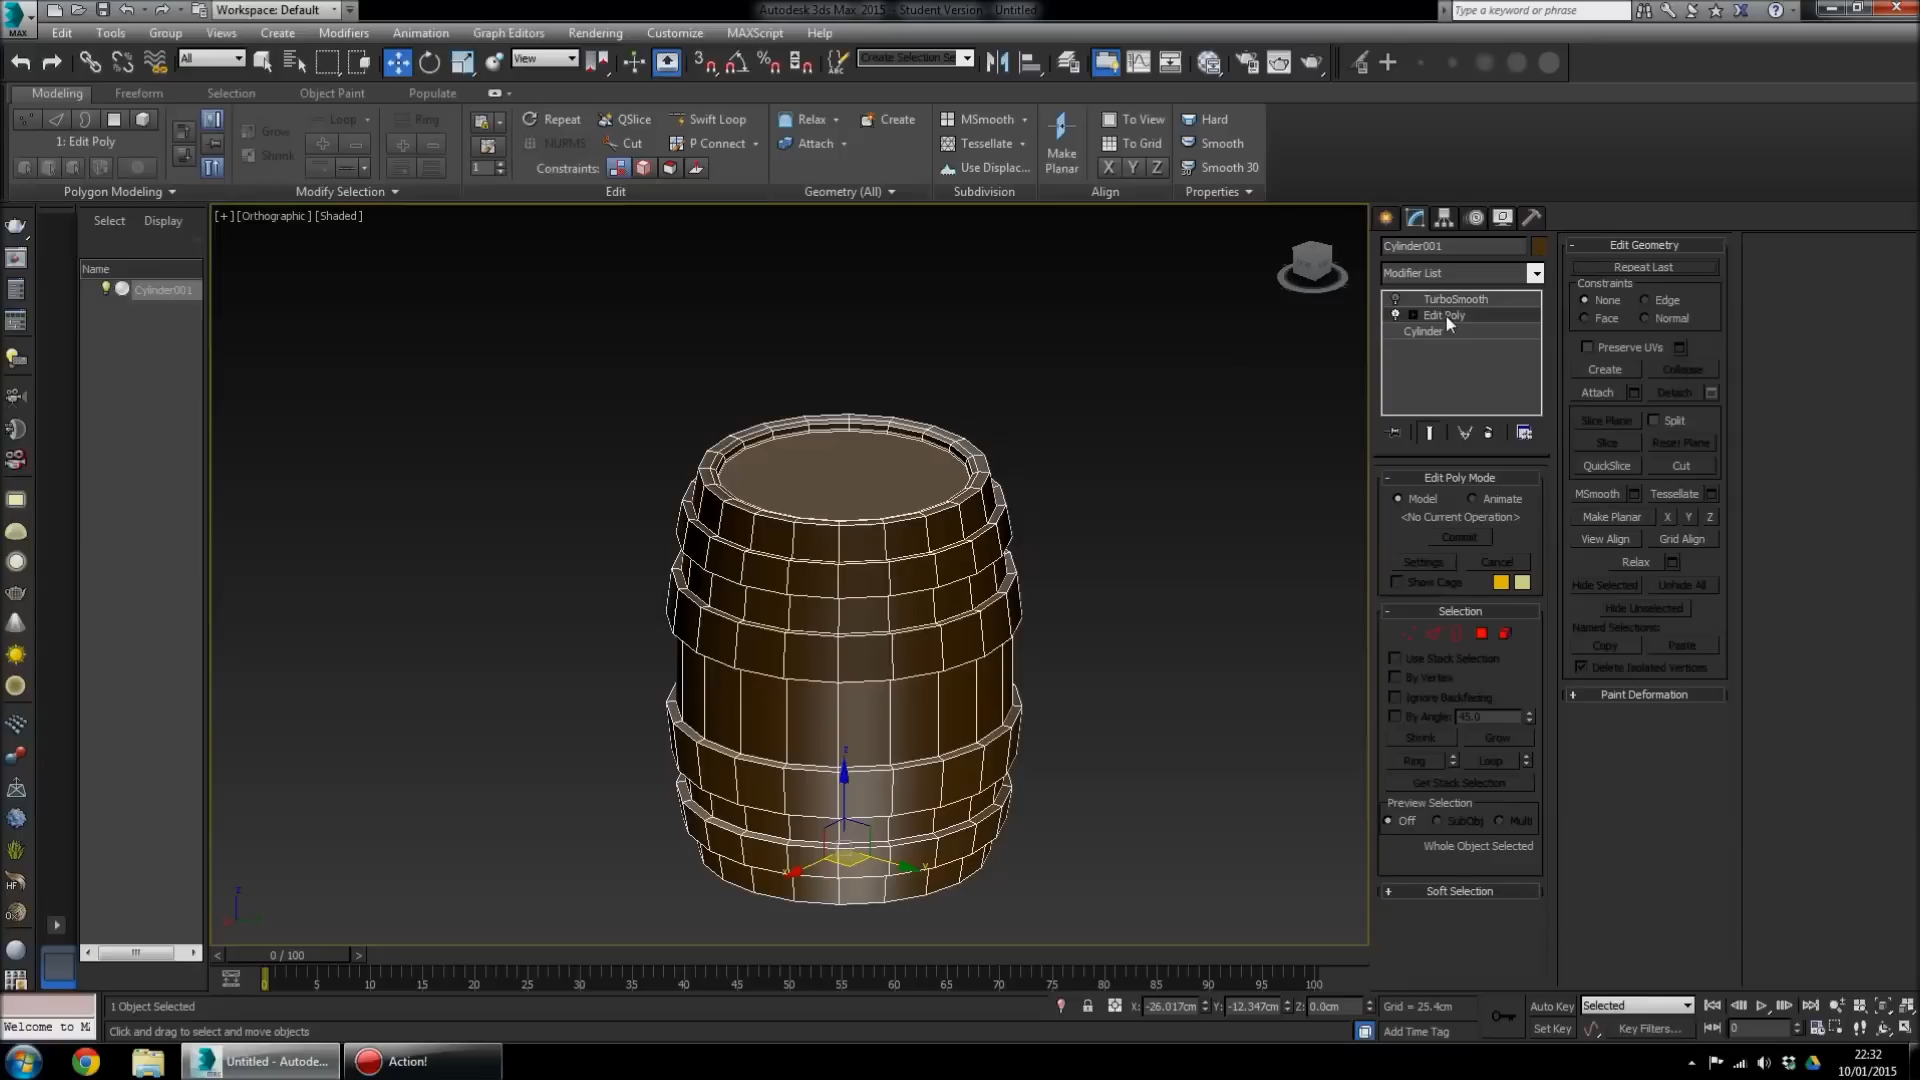 MAX
Workspace: Default
Autodesk 3ds Max 2015 - Student Version - Untitled
Type a keyword or phrase
Edit Tools Group Views Create Modifiers Animation Graph Editors Rendering Customize MAXScript Help
All View Create Selection Se
Modeling Freeform Selection Object Paint Populate
1: Edit Poly
Grow Loop Ring
Shrink
Repeat QSlice Swift Loop
NURMS Cut P Connect
1 Constraints:
Relax Create
Attach
MSmooth
Tessellate
Use Displac...
Make Planar
To View
To Grid
X Y Z
Hard
Smooth
Smooth 30
Polygon Modeling Modify Selection Edit Geometry (All) Subdivision Align Properties
Select Display
Name
Cylinder001
[+] [Orthographic ] [Shaded ]
Cylinder001
Modifier List
TurboSmooth
Edit Poly
Cylinder
Edit Poly Mode
Model Animate
<No Current Operation>
Commit
Settings Cancel
Show Cage
Selection
Use Stack Selection
By Vertex
Ignore Backfacing
By Angle: 45.0
Shrink Grow
Ring Loop
Get Stack Selection
Preview Selection
Off SubObj Multi
Whole Object Selected
Soft Selection
Edit Geometry
Repeat Last
Constraints
None Edge
Face Normal
Preserve UVs
Create Collapse
Attach Detach
Slice Plane Split
Slice Reset Plane
QuickSlice Cut
MSmooth Tessellate
Make Planar X Y Z
View Align Grid Align
Relax
Hide Selected Unhide All
Hide Unselected
Named Selections:
Copy Paste
Delete Isolated Vertices
Paint Deformation
z
x
y
z
HF
0 / 100
5 10 15 20 25 30 35 40 45 50 55 60 65 70 75 80 85 90 95 100
1 Object Selected
X: -26.017cm Y: -12.347cm Z: 0.0cm Grid = 25.4cm
Auto Key Selected
Welcome to M
Click and drag to select and move objects
Add Time Tag
Set Key Key Filters... 0
Untitled - Autode...
Action!
22:32
10/01/2015